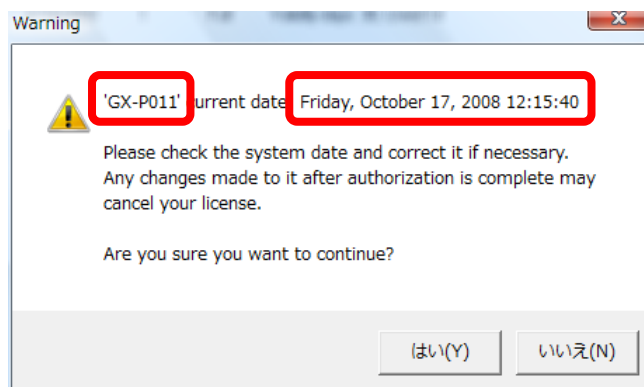 Warning
'GX-P011' current date Friday, October 17, 2008 12:15:40
Please check the system date and correct it if necessary.
Any changes made to it after authorization is complete may
cancel your license.
Are you sure you want to continue?
はい(Y) いいえ(N)